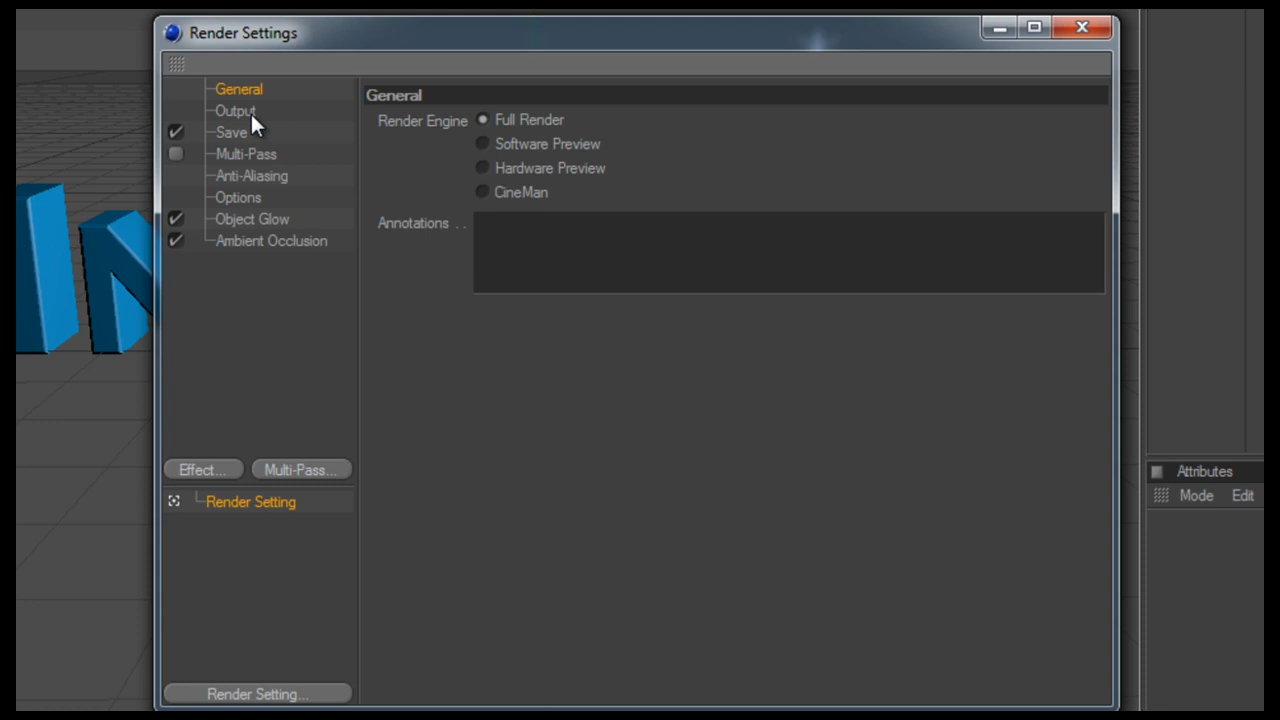 Render Settings
General
Output
Save
Multi-Pass
Anti-Aliasing
Options
Object Glow
Ambient Occlusion
Effect...
Multi-Pass...
Render Setting
Render Setting...
General
Render Engine
Full Render
Software Preview
Hardware Preview
CineMan
Annotations . .
Attributes
Mode Edit
IN